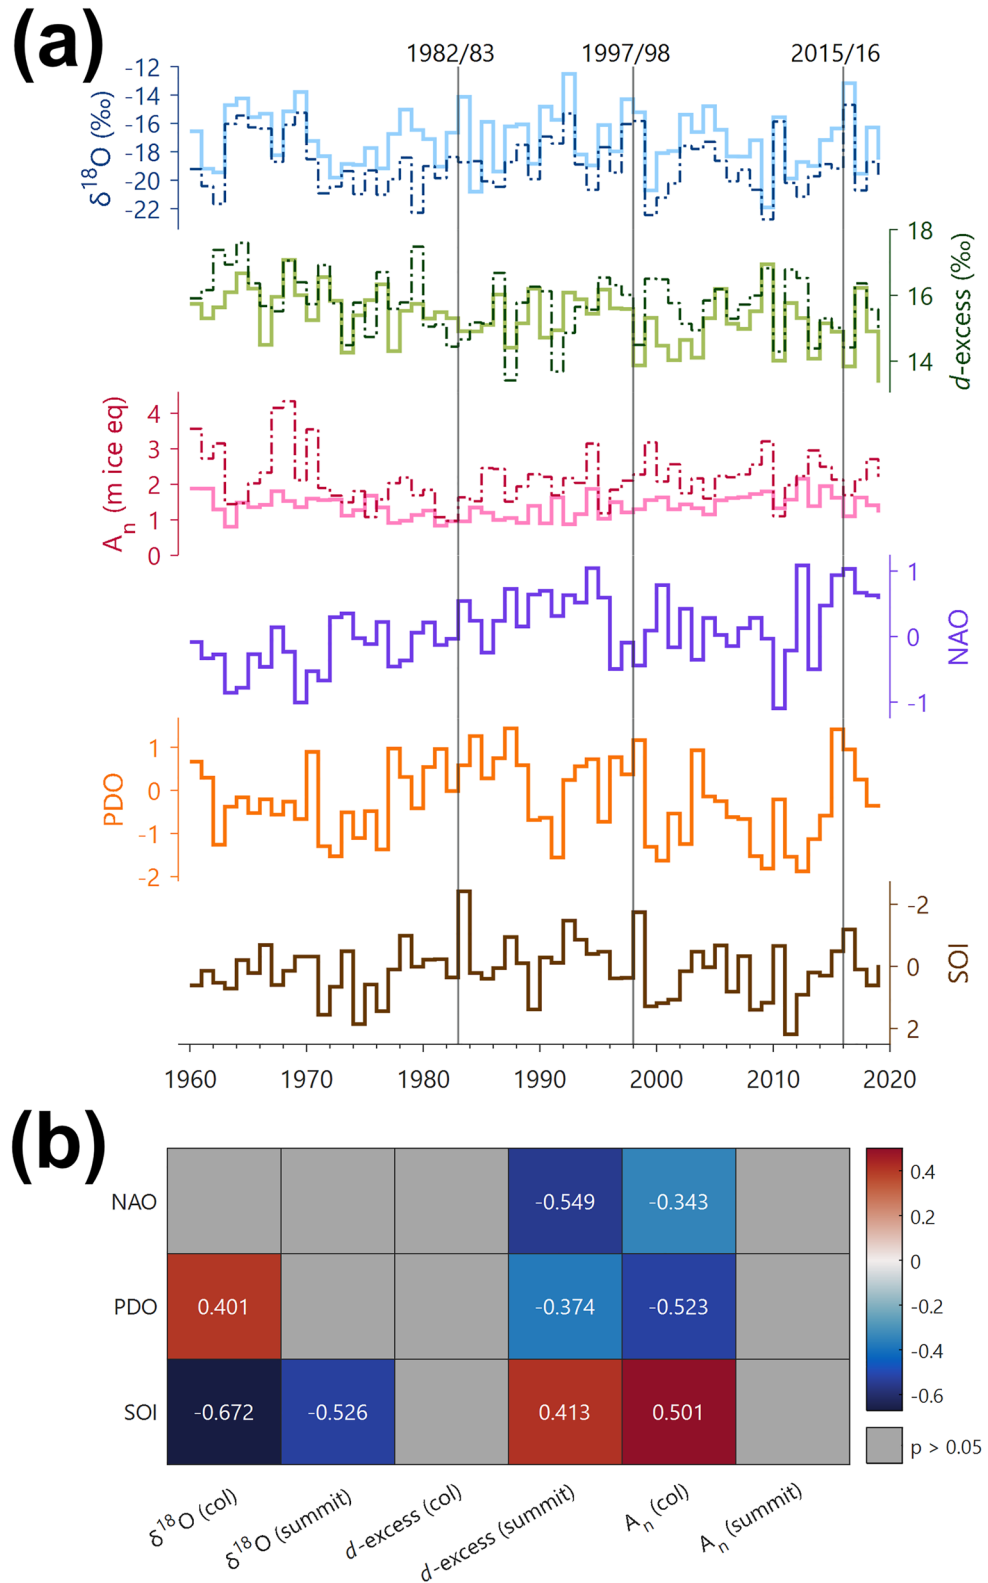 (a)
1982/83 1997/98 2015/16
-12
-14
-16
-18
-20
-22
δ18O (‰)
18
16
14
d-excess (‰)
4
3
2
1
0
An (m ice eq)
1
0
-1
NAO
1
0
-1
-2
PDO
-2
0
2
SOI
1960 1970 1980 1990 2000 2010 2020
(b)
NAO -0.549 -0.343
PDO 0.401 -0.374 -0.523
SOI -0.672 -0.526 0.413 0.501
0.4
0.2
0
-0.2
-0.4
-0.6
p > 0.05
δ18O (col)
δ18O (summit)
d-excess (col)
d-excess (summit)
An (col)
An (summit)